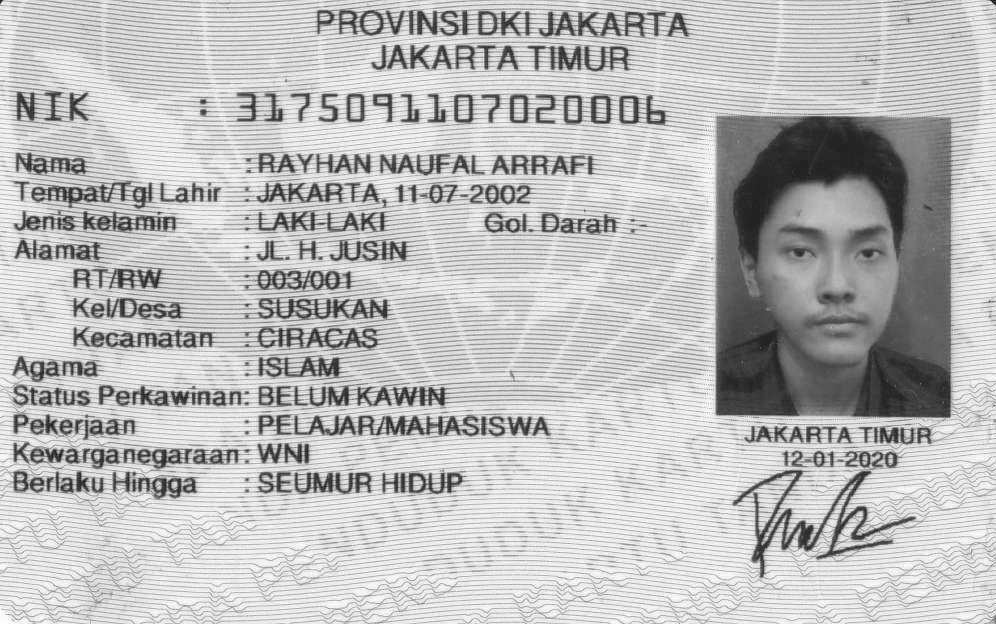 PROVINSI DKI JAKARTA
JAKARTA TIMUR
NIK : 3175091107020006
Nama : RAYHAN NAUFAL ARRAFI
Tempat/Tgl Lahir : JAKARTA, 11-07-2002
Jenis kelamin : LAKI-LAKI Gol. Darah :-
Alamat : JL. H. JUSIN
RT/RW : 003/001
Kel/Desa : SUSUKAN
Kecamatan : CIRACAS
Agama : ISLAM
Status Perkawinan: BELUM KAWIN
Pekerjaan : PELAJAR/MAHASISWA
Kewarganegaraan: WNI
Berlaku Hingga : SEUMUR HIDUP
JAKARTA TIMUR
12-01-2020